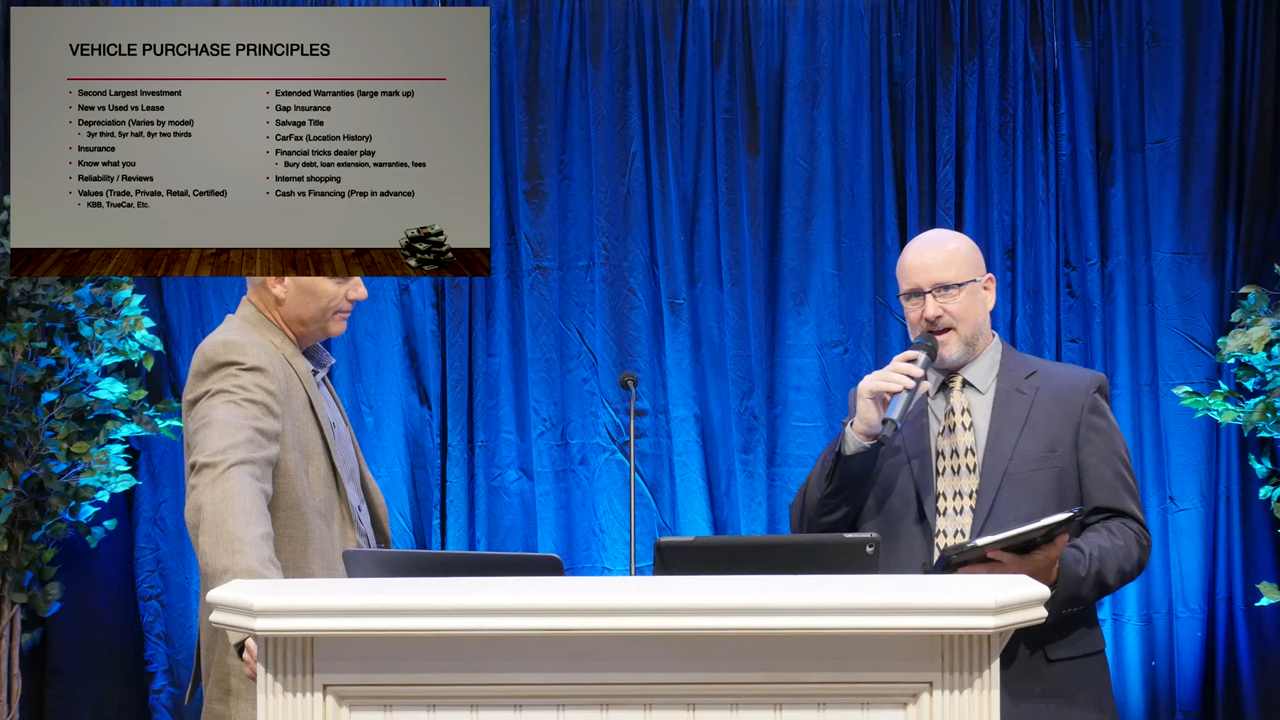 VEHICLE PURCHASE PRINCIPLES
• Second Largest Investment
• New vs Used vs Lease
• Depreciation (Varies by model)
• 3yr third, 5yr half, 8yr two thirds
• Insurance
• Know what you
• Reliability / Reviews
• Values (Trade, Private, Retail, Certified)
• KBB, TrueCar, Etc.
• Extended Warranties (large mark up)
• Gap Insurance
• Salvage Title
• CarFax (Location History)
• Financial tricks dealer play
• Bury debt, loan extension, warranties, fees
• Internet shopping
• Cash vs Financing (Prep in advance)